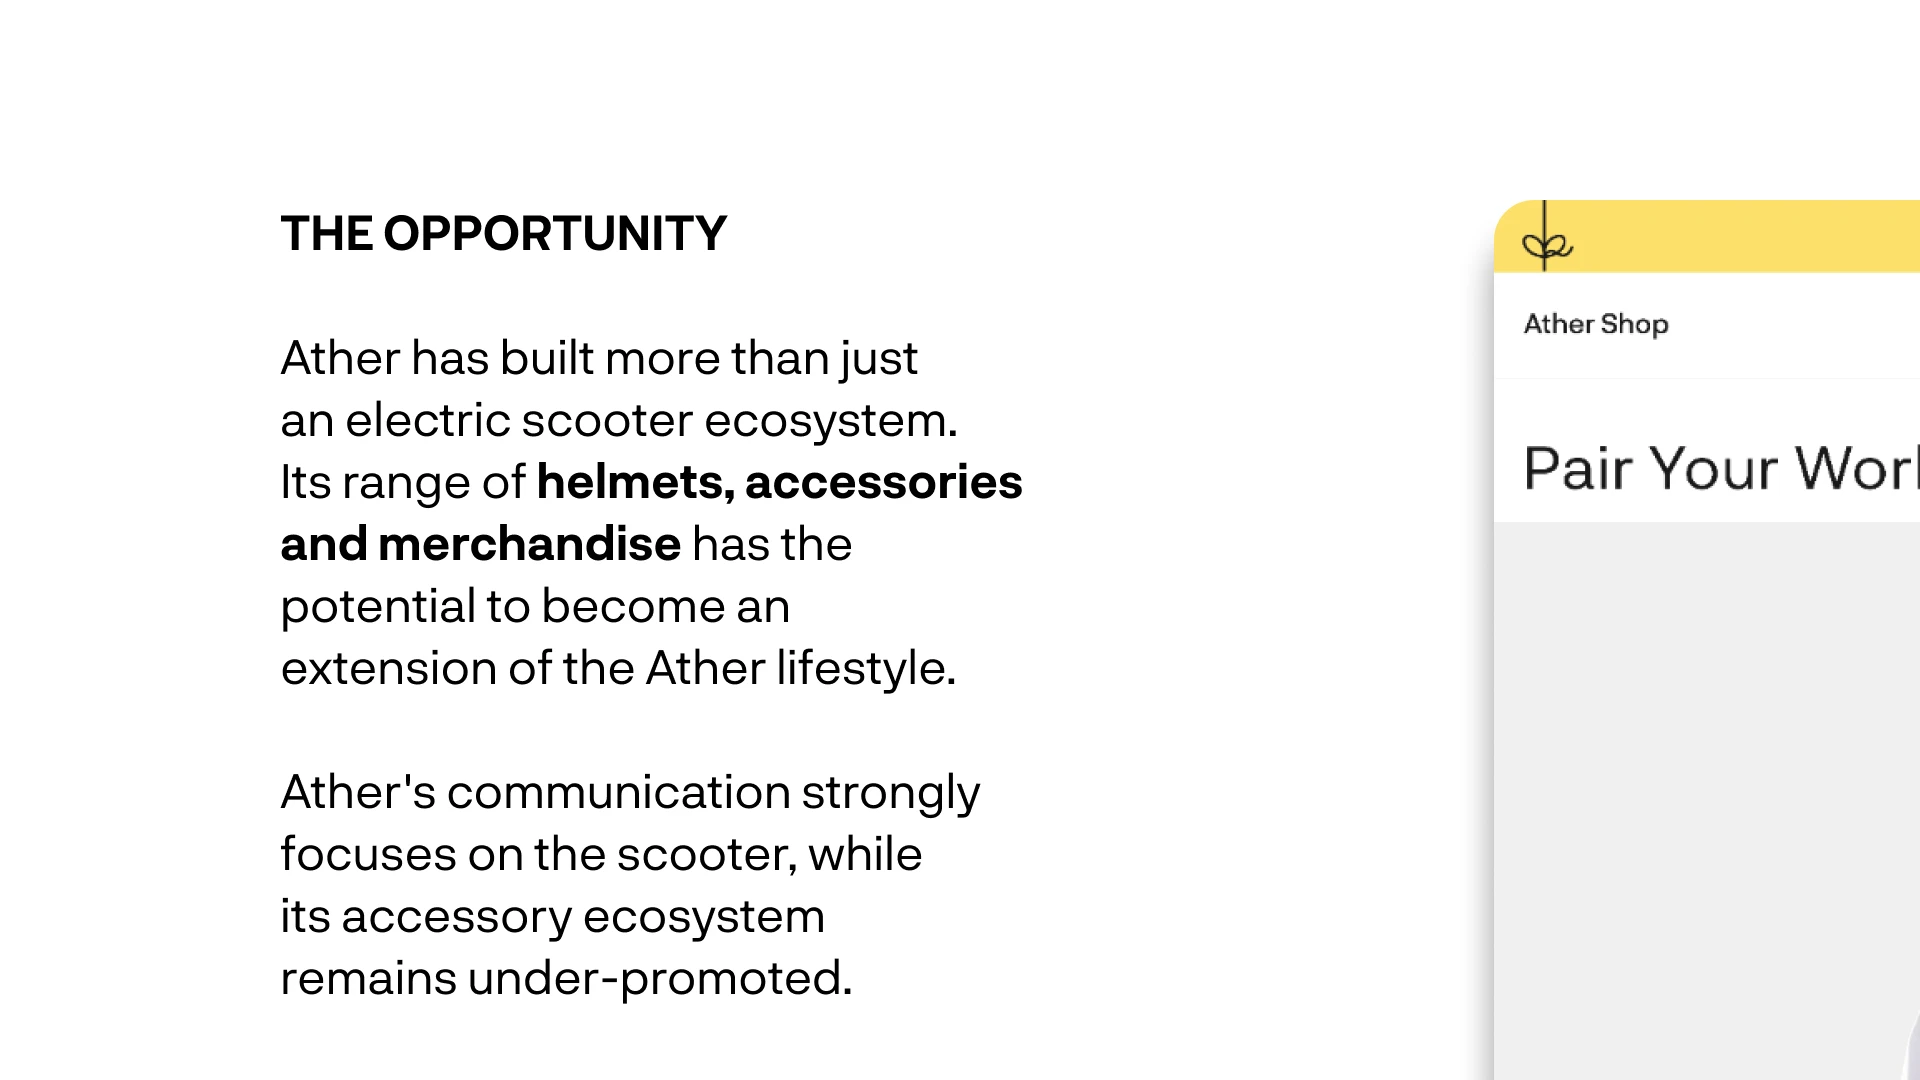 THE OPPORTUNITY
Ather has built more than just
an electric scooter ecosystem.
Its range of helmets, accessories
and merchandise has the
potential to become an
extension of the Ather lifestyle.
Ather's communication strongly
focuses on the scooter, while
its accessory ecosystem
remains under-promoted.
Ather Shop
Pair Your